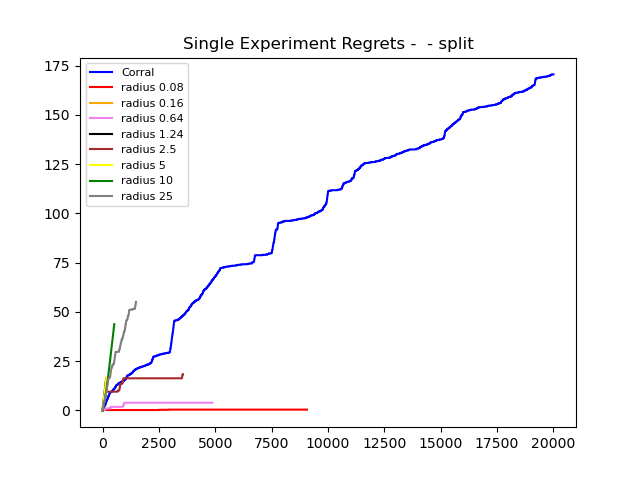 Single Experiment Regrets -  - split
175
150
125
100
75
50
25
0
Corral
radius 0.08
radius 0.16
radius 0.64
radius 1.24
radius 2.5
radius 5
radius 10
radius 25
0 2500 5000 7500 10000 12500 15000 17500 20000